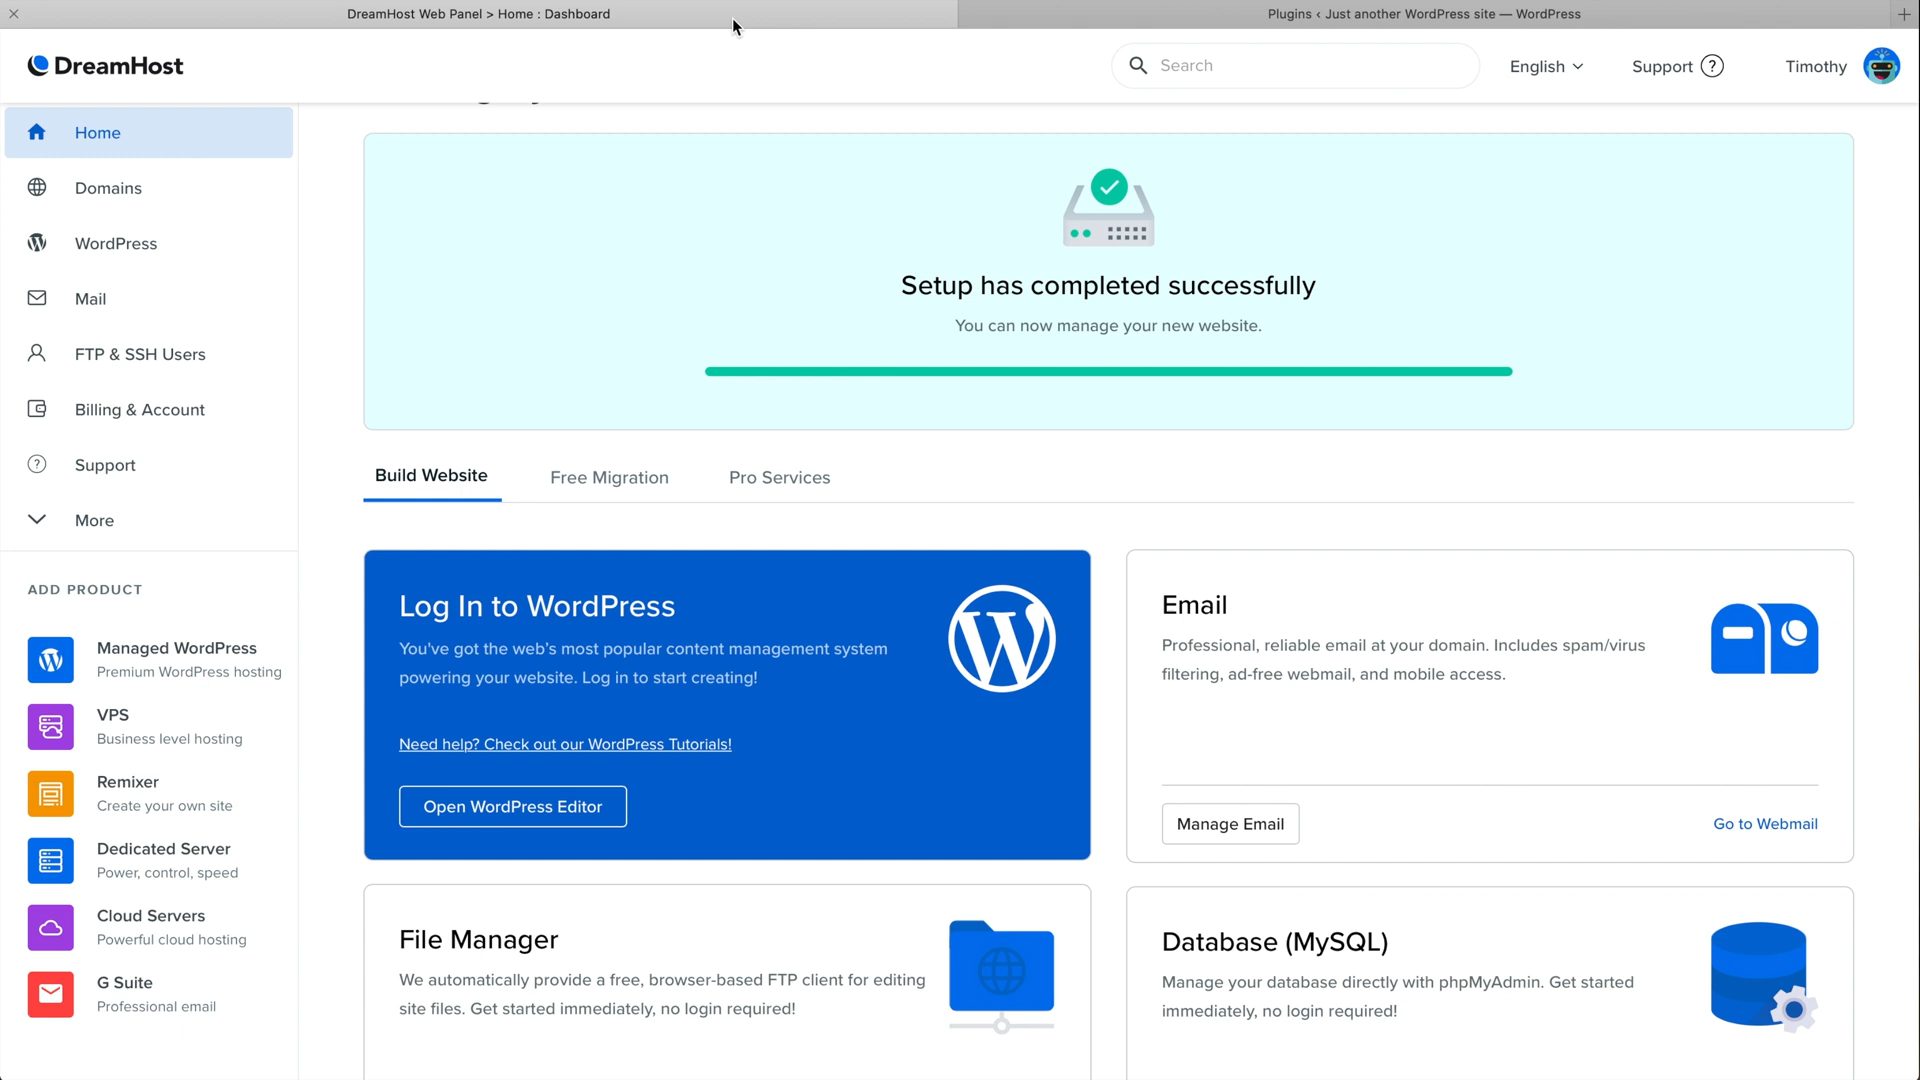 DreamHost Web Panel > Home : Dashboard
Plugins ‹ Just another WordPress site — WordPress
DreamHost
Search
English
Support
Timothy
Home
Domains
WordPress
Mail
FTP & SSH Users
Billing & Account
Support
More
ADD PRODUCT
Managed WordPress
Premium WordPress hosting
VPS
Business level hosting
Remixer
Create your own site
Dedicated Server
Power, control, speed
Cloud Servers
Powerful cloud hosting
G Suite
Professional email
Setup has completed successfully
You can now manage your new website.
Build Website
Free Migration
Pro Services
Log In to WordPress
You've got the web's most popular content management system
powering your website. Log in to start creating!
Need help? Check out our WordPress Tutorials!
Open WordPress Editor
Email
Professional, reliable email at your domain. Includes spam/virus
filtering, ad-free webmail, and mobile access.
Manage Email
Go to Webmail
File Manager
We automatically provide a free, browser-based FTP client for editing
site files. Get started immediately, no login required!
Database (MySQL)
Manage your database directly with phpMyAdmin. Get started
immediately, no login required!